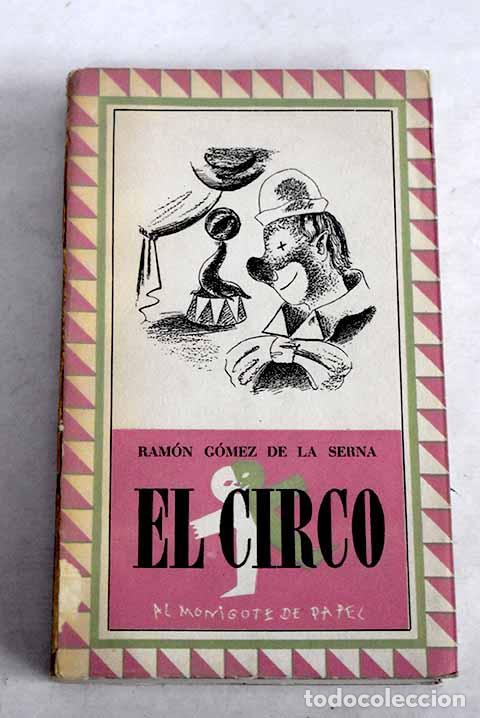 RAMÓN GÓMEZ DE LA SERNA
EL CIRCO
AL MONIGOTE DE PAPEL
todocoleccion